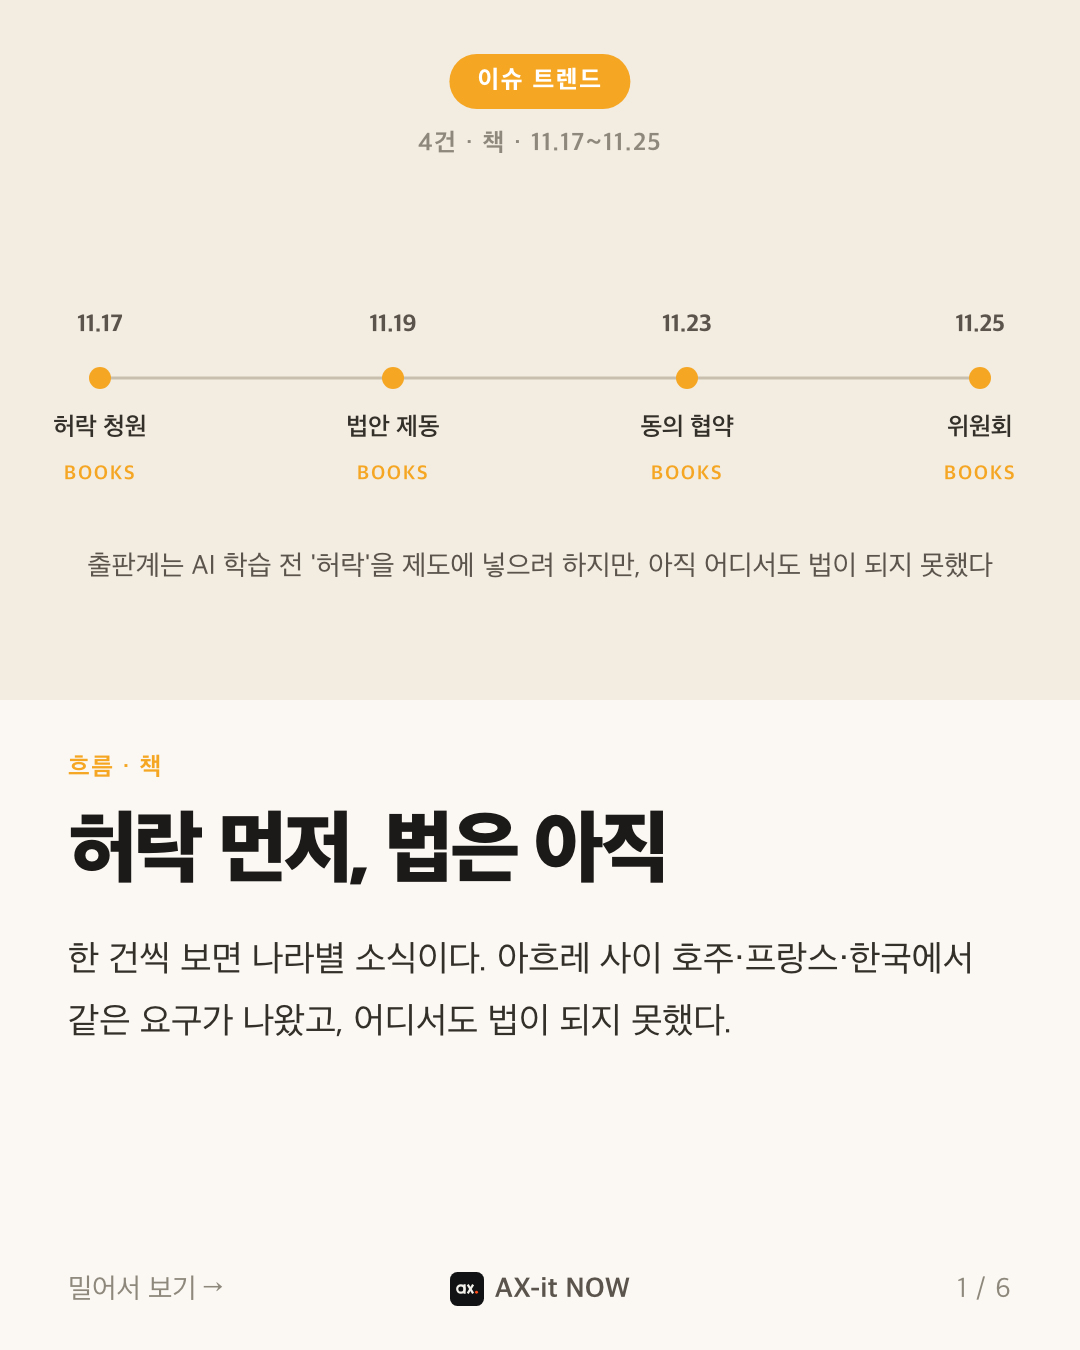 이슈 트렌드
4건 · 책 · 11.17~11.25
11.17
11.19
11.23
11.25
허락 청원
법안 제동
동의 협약
위원회
BOOKS
BOOKS
BOOKS
BOOKS
출판계는 AI 학습 전 '허락'을 제도에 넣으려 하지만, 아직 어디서도 법이 되지 못했다
흐름 · 책
허락 먼저, 법은 아직
한 건씩 보면 나라별 소식이다. 아흐레 사이 호주·프랑스·한국에서
같은 요구가 나왔고, 어디서도 법이 되지 못했다.
밀어서 보기 →
ax.
AX-it NOW
1 / 6